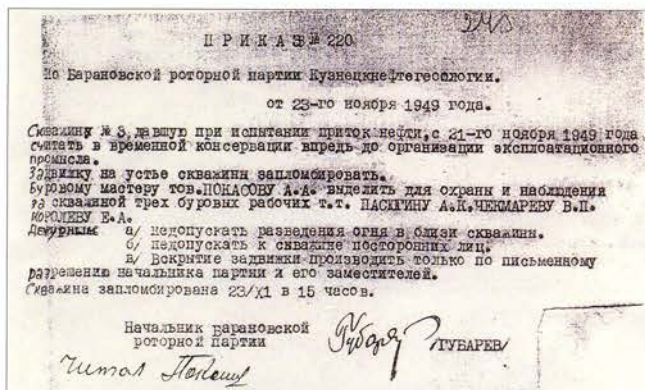 243
ПРИКАЗ № 220
по Барановской роторной партии Кузнецкнефтегеологии.
от 23-го ноября 1949 года.
Скважину № 3, давшую при испытании приток нефти, с 21-го ноября 1949 года
считать в временной консервации впредь до организации эксплоатационного
промысла.
Задвижку на устье скважины запломбировать.
Буровому мастеру тов. ПОКАСОВУ А.А. выделить для охраны и наблюдения
за скважиной трех буровых рабочих т.т. ПАСЮГИНУ А.К. ЧЕКМАРЕВУ В.П.
КОРОЛЕВУ Е.А.
Дежурным а/ недопускать разведения огня в близи скважины.
б/ недопускать к скважине посторонних лиц.
в/ Вскрытие задвижки производить только по письменному
разрешению начальника партии и его заместителей.
Скважина запломбирована 23/X1 в 15 часов.
Начальник Барановской
роторной партии /ГУБАРЕВ/
Читал